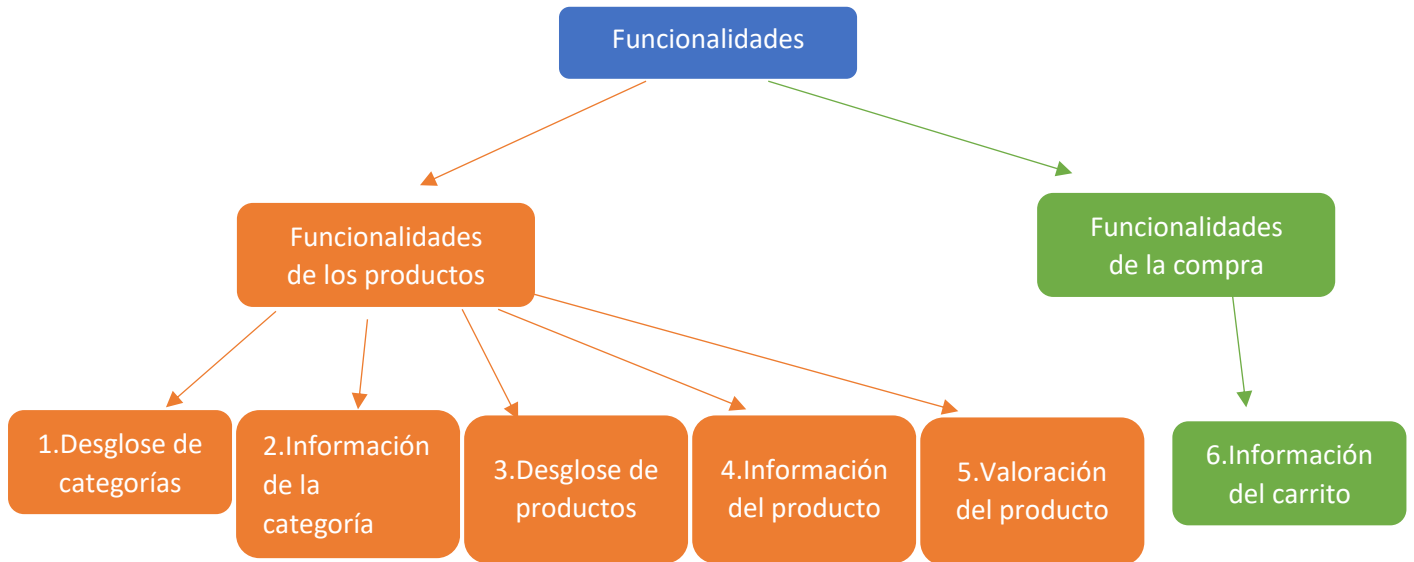 Funcionalidades
Funcionalidades
de los productos
Funcionalidades
de la compra
1.Desglose de
categorías
2.Información
de la
categoría
3.Desglose de
productos
4.Información
del producto
5.Valoración
del producto
6.Información
del carrito